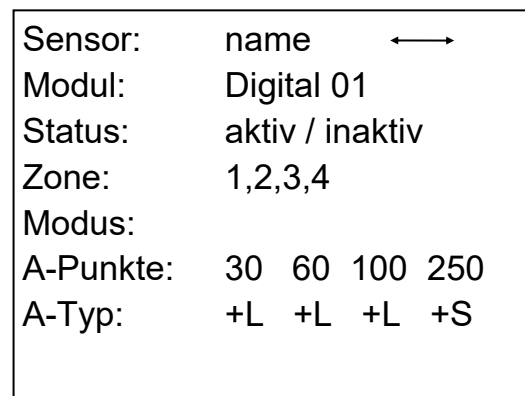 Sensor: name
Modul: Digital 01
Status: aktiv / inaktiv
Zone: 1,2,3,4
Modus:
A-Punkte: 30 60 100 250
A-Typ: +L +L +L +S